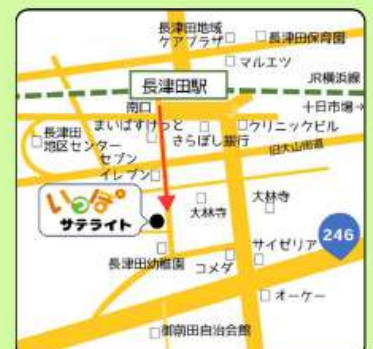 長津田地域
ケアプラザ
長津田保育園
マルエツ
JR横浜線
長津田駅
南口
十日市場→
まいばすけっと
クリニックビル
長津田
地区センター
きらぼし銀行
旧大山街道
セブン
イレブン
いっぽ
サテライト
大林寺
大林寺
246
サイゼリア
長津田幼稚園
コメダ
オーケー
御前田自治会館